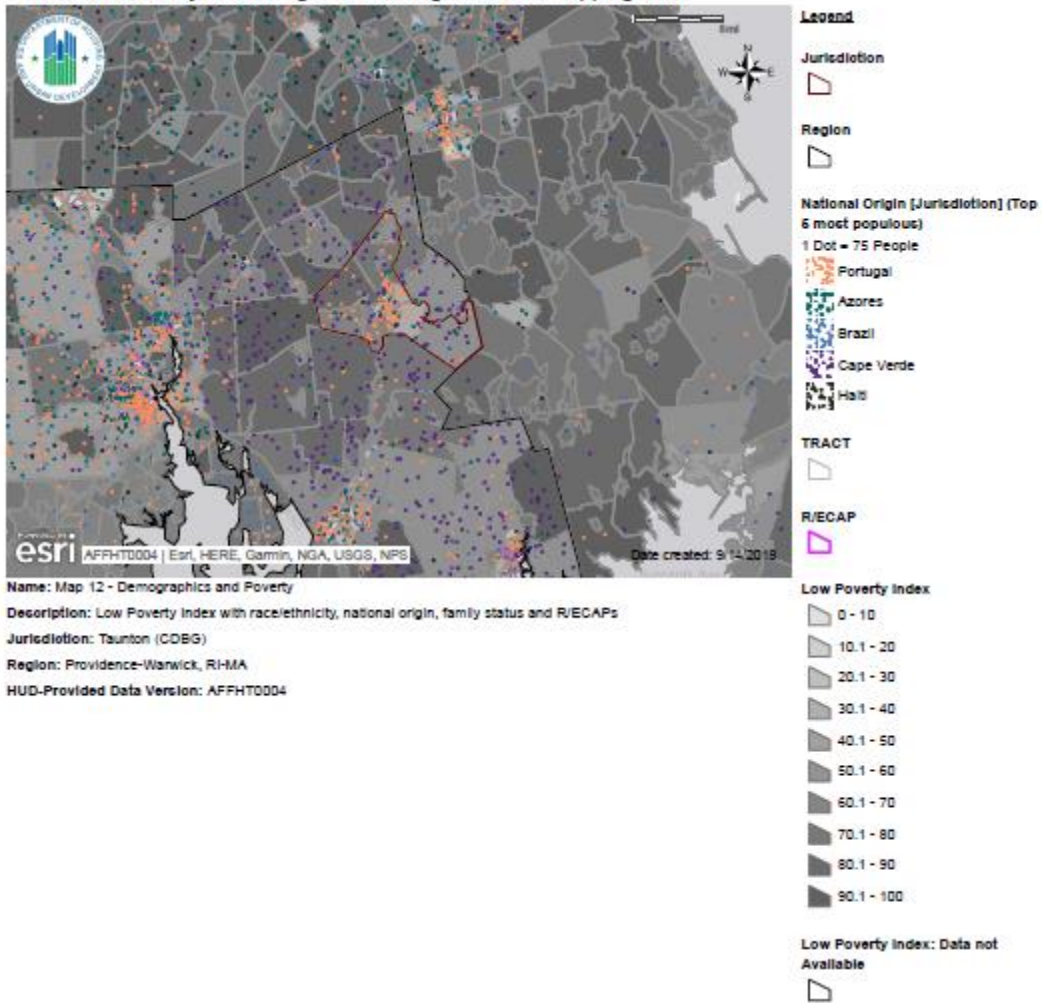 Legend
Jurisdiction
Region
National Origin [Jurisdiction] (Top
5 most populous)
1 Dot = 75 People
Portugal
Azores
Brazil
Cape Verde
Haiti
TRACT
R/ECAP
Low Poverty Index
0 - 10
10.1 - 20
20.1 - 30
30.1 - 40
40.1 - 50
50.1 - 60
60.1 - 70
70.1 - 80
80.1 - 90
90.1 - 100
Low Poverty Index: Data not
Available
N
W E
S
esri AFFHT0004 | Esri, HERE, Garmin, NGA, USGS, NPS
Date created: 9/14/2019
Name: Map 12 - Demographics and Poverty
Description: Low Poverty Index with race/ethnicity, national origin, family status and R/ECAPs
Jurisdiction: Taunton (CDBG)
Region: Providence-Warwick, RI-MA
HUD-Provided Data Version: AFFHT0004